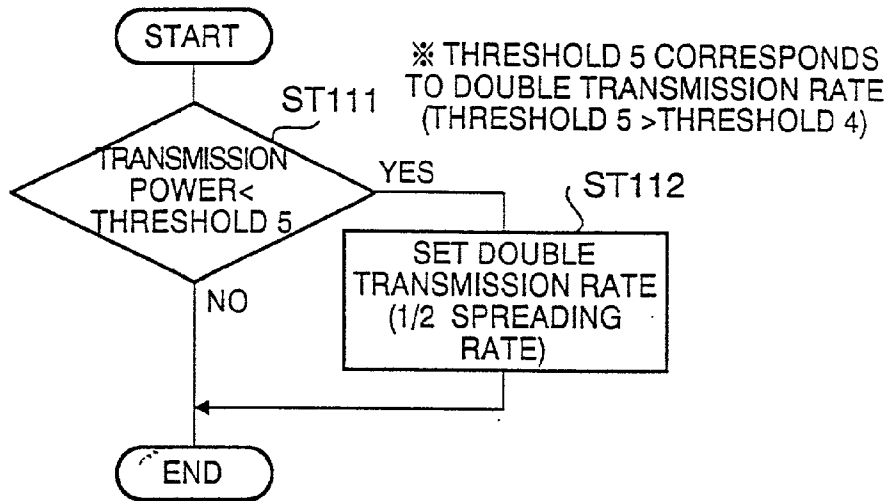 START
※ THRESHOLD 5 CORRESPONDS
TO DOUBLE TRANSMISSION RATE
(THRESHOLD 5 >THRESHOLD 4)
ST111
TRANSMISSION
POWER<
THRESHOLD 5
YES
ST112
SET DOUBLE
TRANSMISSION RATE
(1/2 SPREADING
RATE)
NO
END